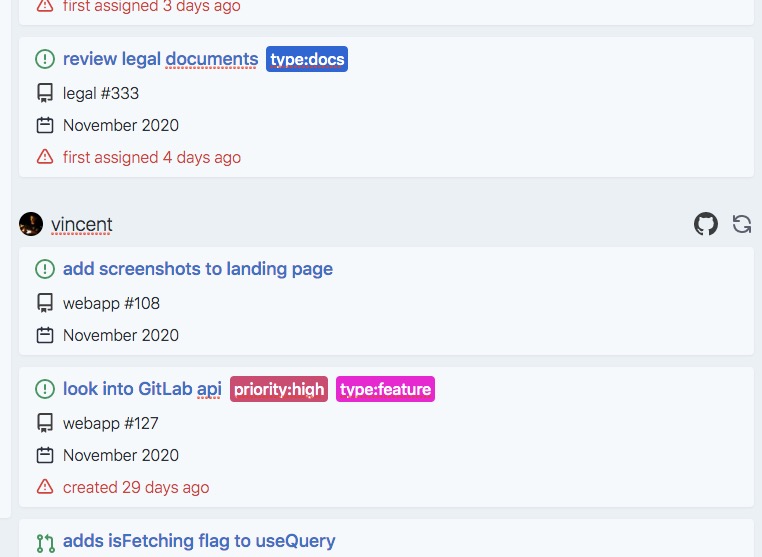 first assigned 3 days ago
review legal documents type:docs
legal #333
November 2020
first assigned 4 days ago
vincent
add screenshots to landing page
webapp #108
November 2020
look into GitLab api priority:high type:feature
webapp #127
November 2020
created 29 days ago
adds isFetching flag to useQuery